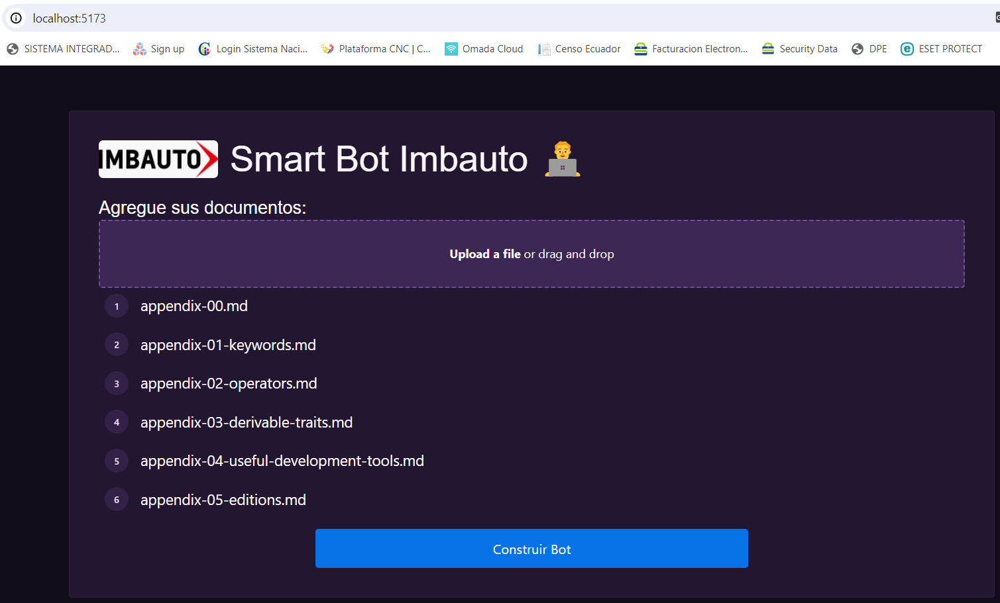 localhost:5173
SISTEMA INTEGRAD... Sign up Login Sistema Naci... Plataforma CNC | C... Omada Cloud Censo Ecuador Facturacion Electron... Security Data DPE ESET PROTECT
IMBAUTO Smart Bot Imbauto
Agregue sus documentos:
Upload a file or drag and drop
1 appendix-00.md
2 appendix-01-keywords.md
3 appendix-02-operators.md
4 appendix-03-derivable-traits.md
5 appendix-04-useful-development-tools.md
6 appendix-05-editions.md
Construir Bot